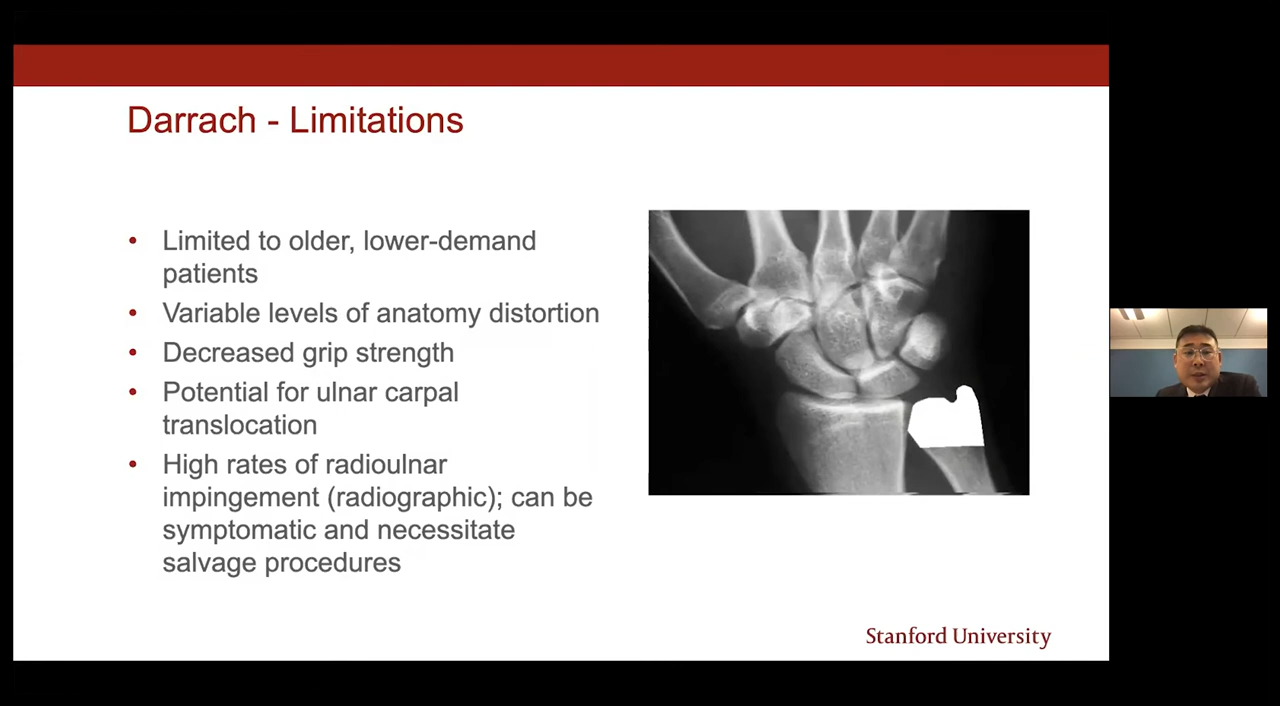 Darrach - Limitations
• Limited to older, lower-demand
patients
• Variable levels of anatomy distortion
• Decreased grip strength
• Potential for ulnar carpal
translocation
• High rates of radioulnar
impingement (radiographic); can be
symptomatic and necessitate
salvage procedures
Stanford University